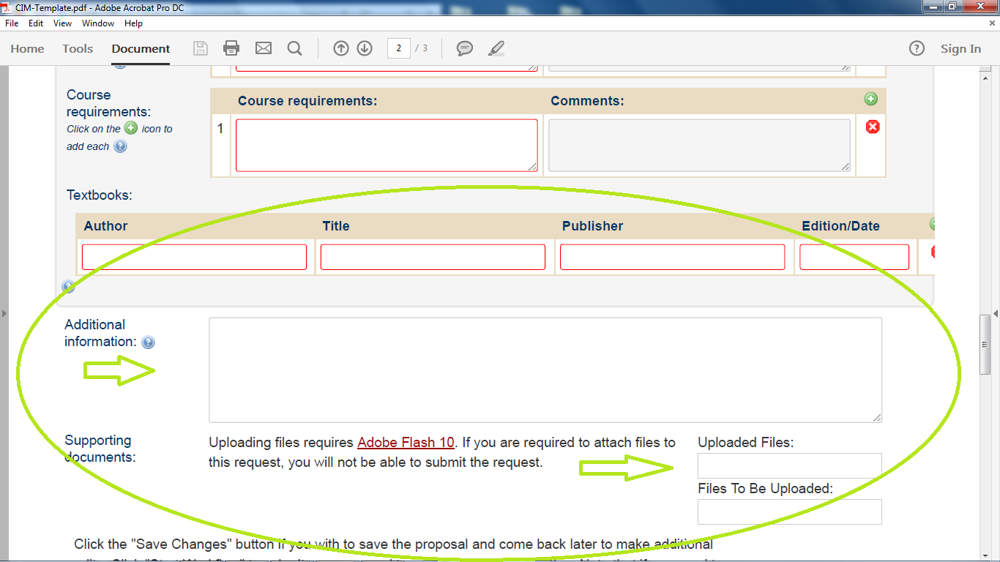 CIM-Template.pdf - Adobe Acrobat Pro DC
File Edit View Window Help
Home Tools Document 2 / 3 Sign In
Course requirements: Comments:
Course
requirements:
Click on the icon to
add each
1
Textbooks:
Author Title Publisher Edition/Date
Additional
information:
Supporting
documents:
Uploading files requires Adobe Flash 10. If you are required to attach files to
this request, you will not be able to submit the request.
Uploaded Files:
Files To Be Uploaded:
Click the "Save Changes" button if you with to save the proposal and come back later to make additional